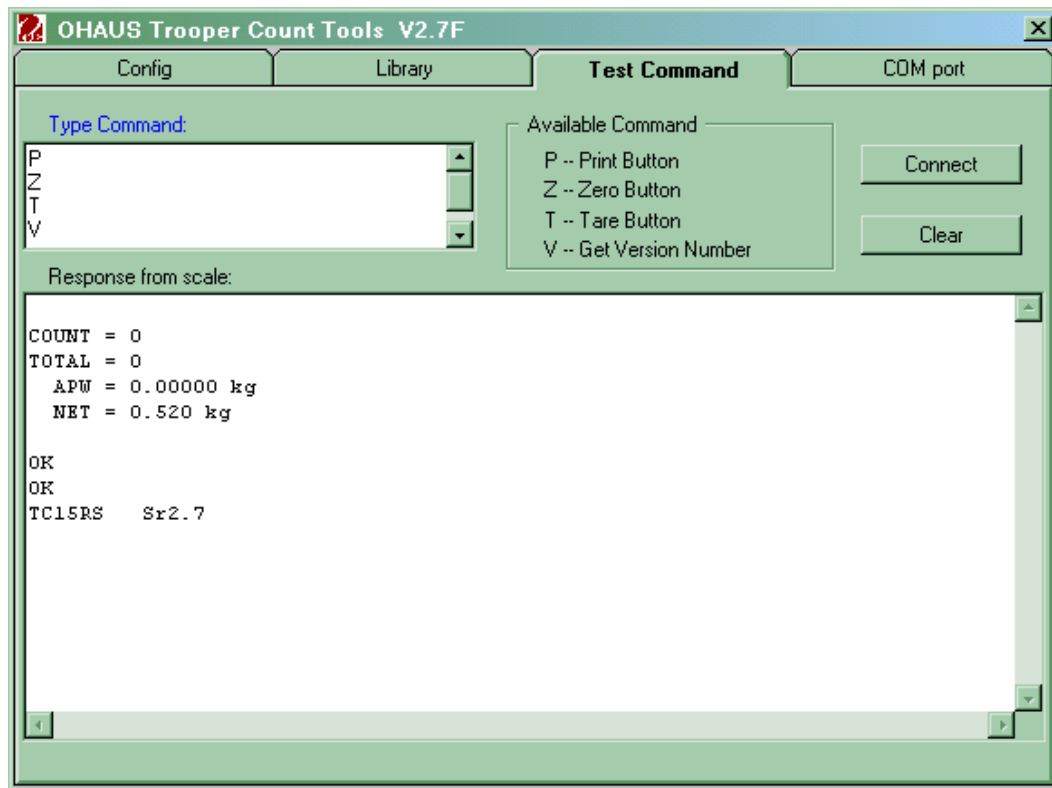 OHAUS Trooper Count Tools V2.7F
Config Library Test Command COM port
Type Command:
P
Z
T
V
Available Command
P -- Print Button
Z -- Zero Button
T -- Tare Button
V -- Get Version Number
Connect
Clear
Response from scale:
COUNT = 0
TOTAL = 0
APW = 0.00000 kg
NET = 0.520 kg
OK
OK
TC15RS Sr2.7